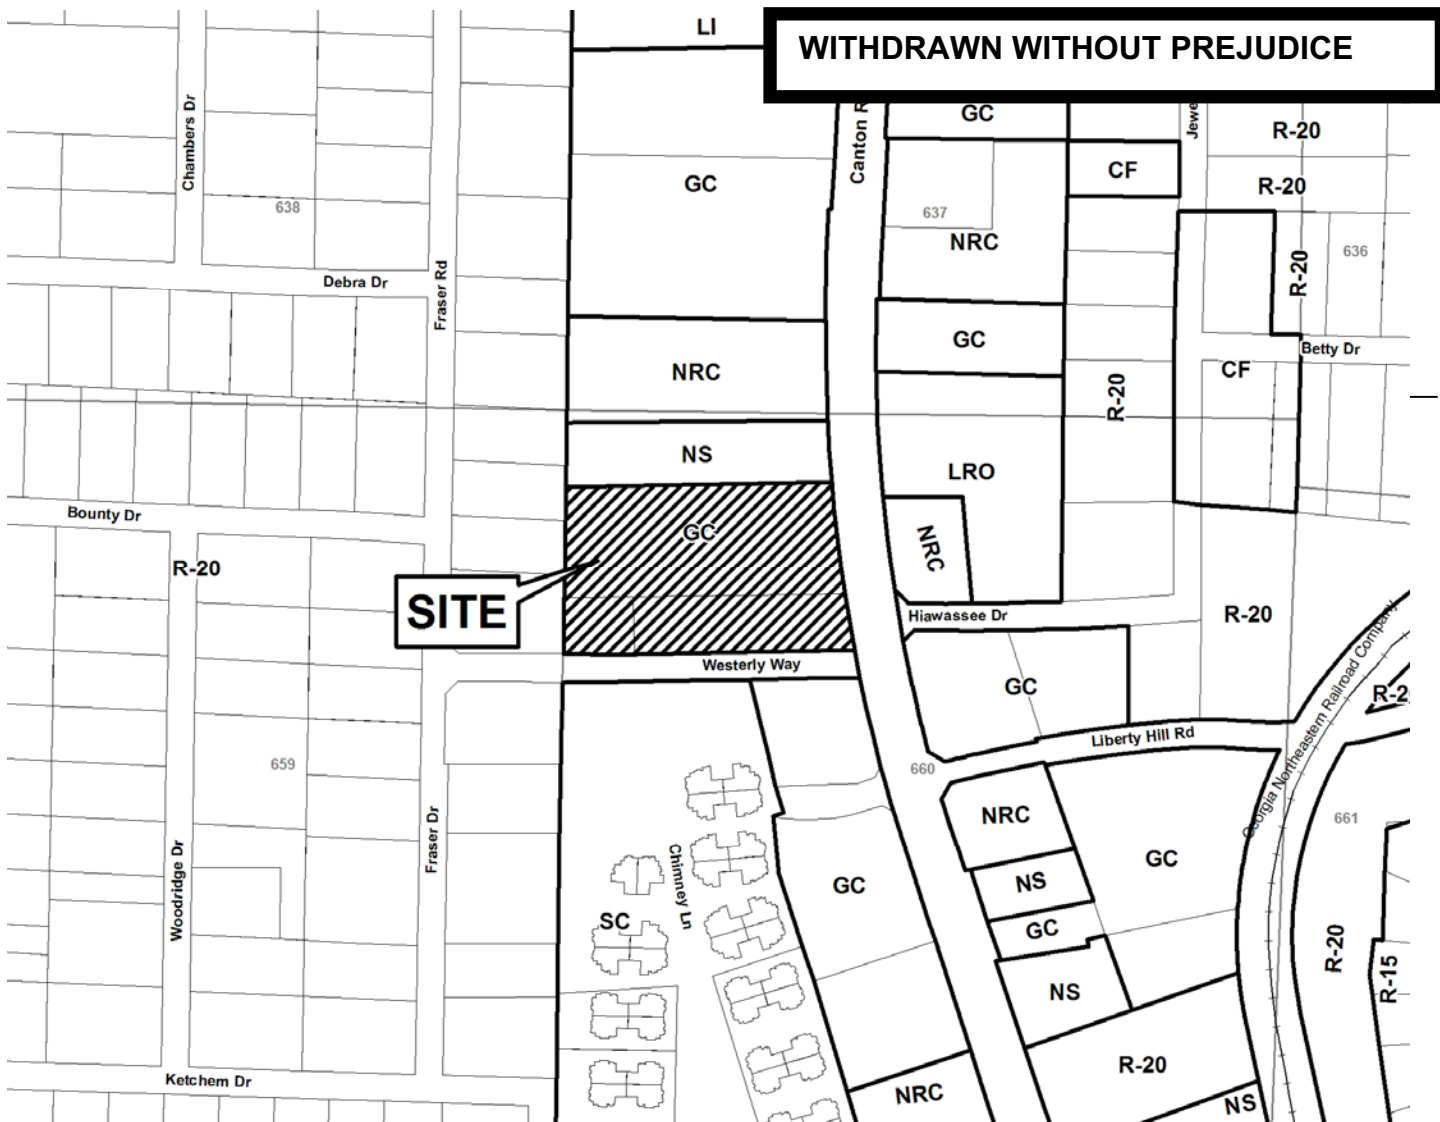 LI
WITHDRAWN WITHOUT PREJUDICE
Chambers Dr
Canton R
GC
Jewe
R-20
CF
GC
R-20
638
637
NRC
636
R-20
Debra Dr
Fraser Rd
GC
Betty Dr
NRC
CF
R-20
NS
LRO
Bounty Dr
GC
NRC
R-20
SITE
Hiawassee Dr
R-20
Westerly Way
Georgia Northeastern Railroad Company
GC
R-2
Liberty Hill Rd
659
660
NRC
661
Fraser Dr
Woodridge Dr
Chimney Ln
GC
GC
NS
SC
GC
R-20
R-15
NS
Ketchem Dr
R-20
NRC
NS